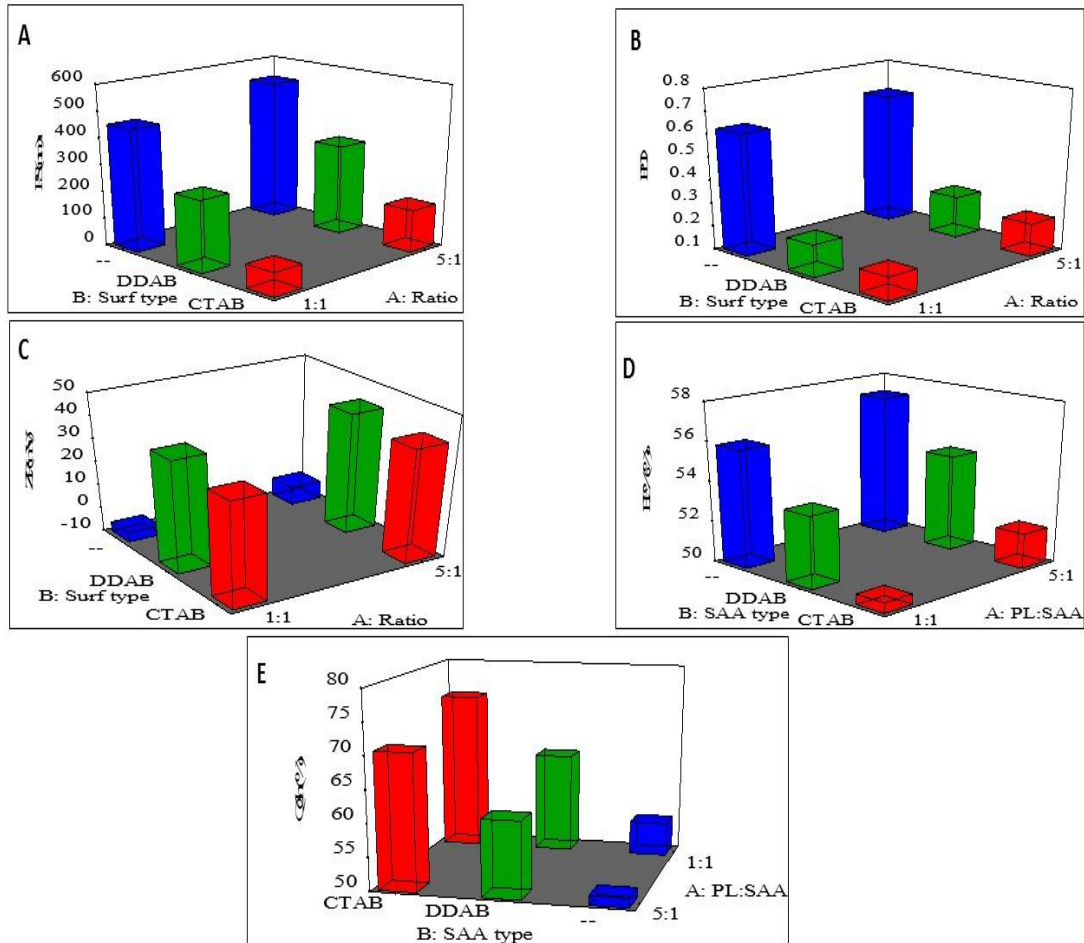 A
600
500
400
300
200
100
0
--
DDAB
CTAB
B: Surf type
1:1
5:1
A: Ratio
B
0.8
0.7
0.6
0.5
0.4
0.3
0.2
0.1
--
DDAB
CTAB
B: Surf type
1:1
5:1
A: Ratio
C
50
40
30
20
10
0
-10
--
DDAB
CTAB
B: Surf type
1:1
5:1
A: Ratio
D
58
56
54
52
50
--
DDAB
CTAB
B: SAA type
1:1
5:1
A: PL:SAA
E
80
75
70
65
60
55
50
CTAB
DDAB
--
B: SAA type
5:1
1:1
A: PL:SAA